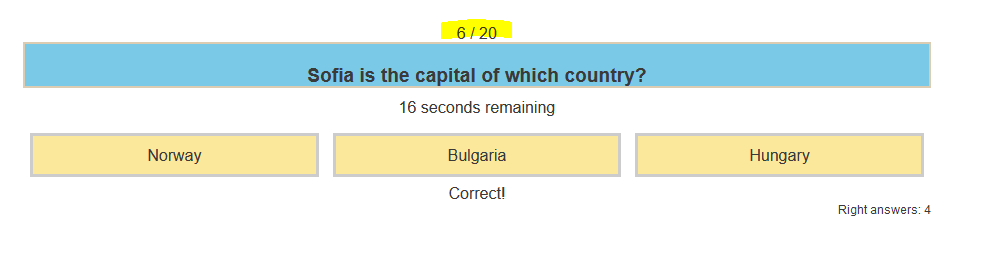 6 / 20
Sofia is the capital of which country?
16 seconds remaining
Norway Bulgaria Hungary
Correct!
Right answers: 4